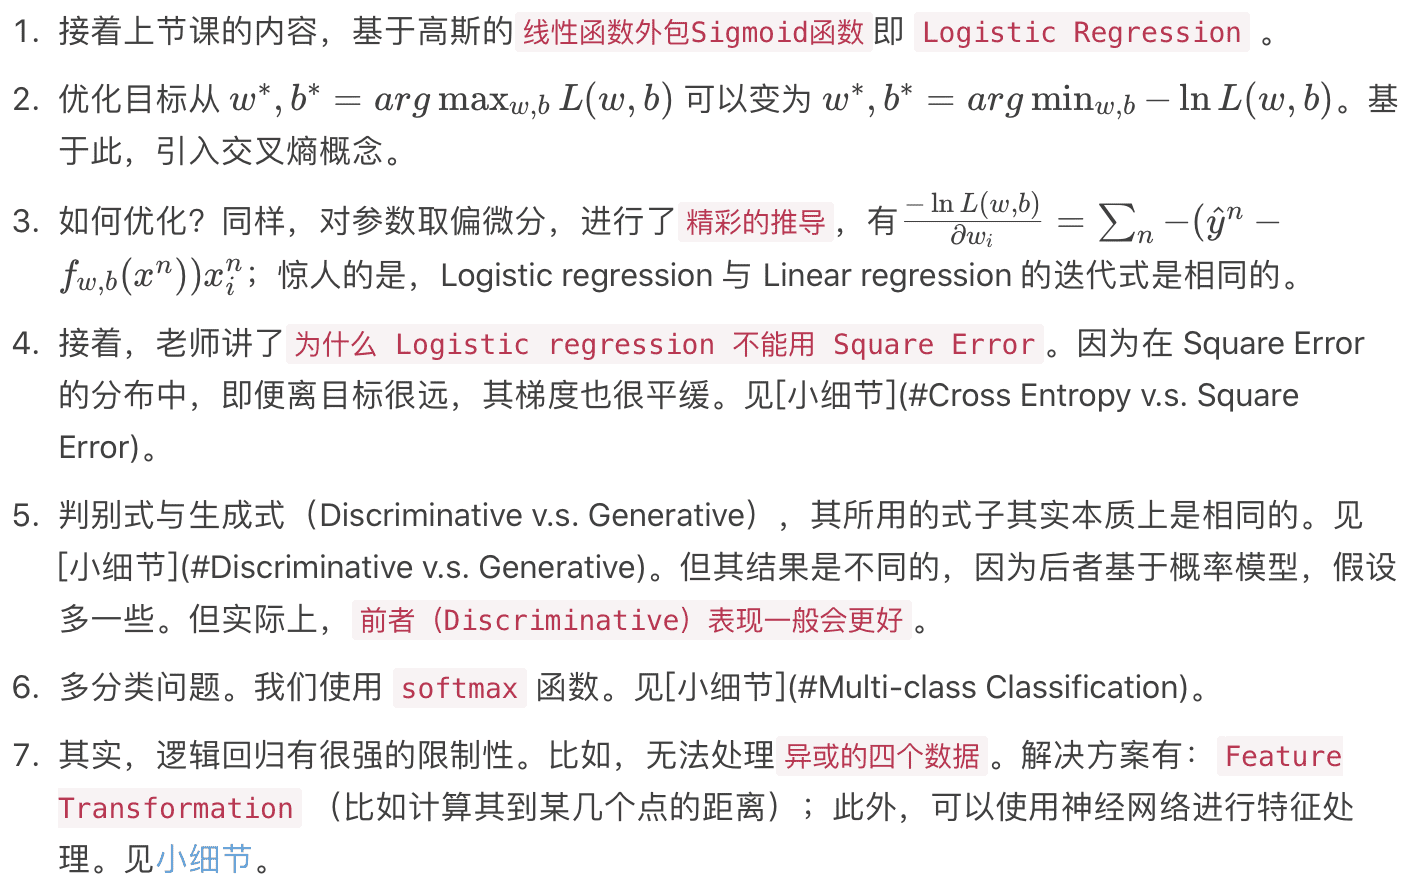 1. 接着上节课的内容，基于高斯的 线性函数外包Sigmoid函数 即 Logistic Regression 。
2. 优化目标从 w*, b* = arg max_{w,b} L(w, b) 可以变为 w*, b* = arg min_{w,b} − ln L(w, b)。基
于此，引入交叉熵概念。
3. 如何优化？同样，对参数取偏微分，进行了 精彩的推导 ，有 \frac{− ln L(w,b)}{∂w_i} = ∑_n −(ŷ^n −
f_{w,b}(x^n))x_i^n；惊人的是，Logistic regression 与 Linear regression 的迭代式是相同的。
4. 接着，老师讲了 为什么 Logistic regression 不能用 Square Error 。因为在 Square Error
的分布中，即便离目标很远，其梯度也很平缓。见[小细节](#Cross Entropy v.s. Square
Error)。
5. 判别式与生成式（Discriminative v.s. Generative），其所用的式子其实本质上是相同的。见
[小细节](#Discriminative v.s. Generative)。但其结果是不同的，因为后者基于概率模型，假设
多一些。但实际上， 前者（Discriminative）表现一般会更好 。
6. 多分类问题。我们使用 softmax 函数。见[小细节](#Multi-class Classification)。
7. 其实，逻辑回归有很强的限制性。比如，无法处理 异或的四个数据 。解决方案有： Feature
Transformation （比如计算其到某几个点的距离）；此外，可以使用神经网络进行特征处
理。见小细节。